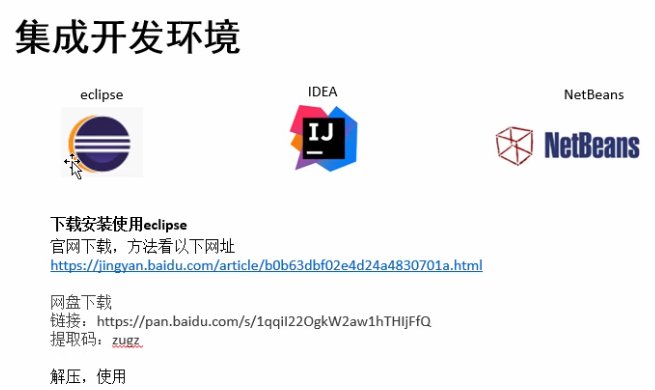 集成开发环境
eclipse
IDEA
NetBeans
IJ
NetBeans
下载安装使用eclipse
官网下载，方法看以下网址
https://jingyan.baidu.com/article/b0b63dbf02e4d24a4830701a.html
网盘下载
链接：https://pan.baidu.com/s/1qqiI22OgkW2aw1hTHIjFfQ
提取码：zugz
解压，使用